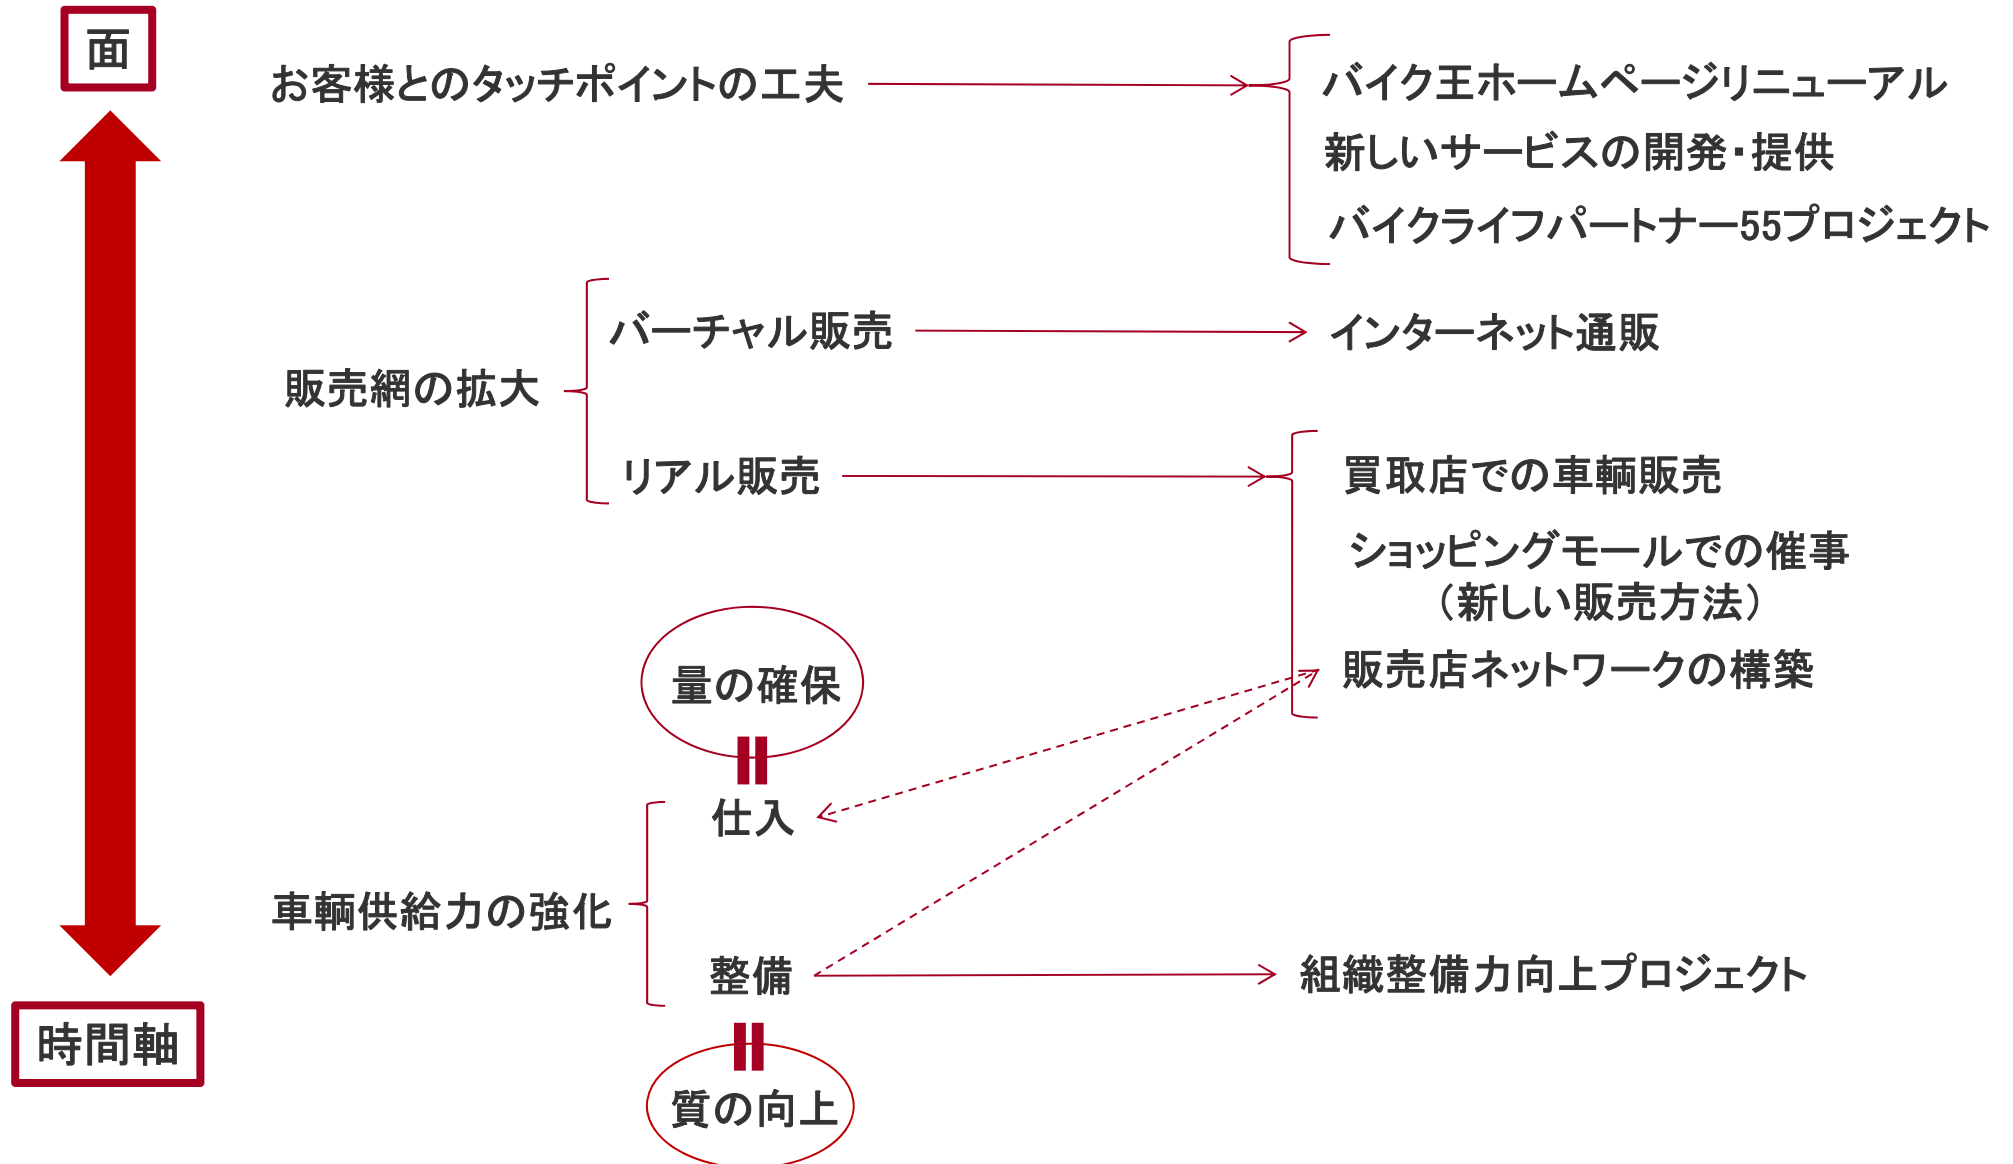 面
お客様とのタッチポイントの工夫
バイク王ホームページリニューアル
新しいサービスの開発・提供
バイクライフパートナー55プロジェクト
販売網の拡大
バーチャル販売
インターネット通販
リアル販売
買取店での車輌販売
ショッピングモールでの催事
（新しい販売方法）
販売店ネットワークの構築
量の確保
仕入
車輌供給力の強化
整備
組織整備力向上プロジェクト
質の向上
時間軸